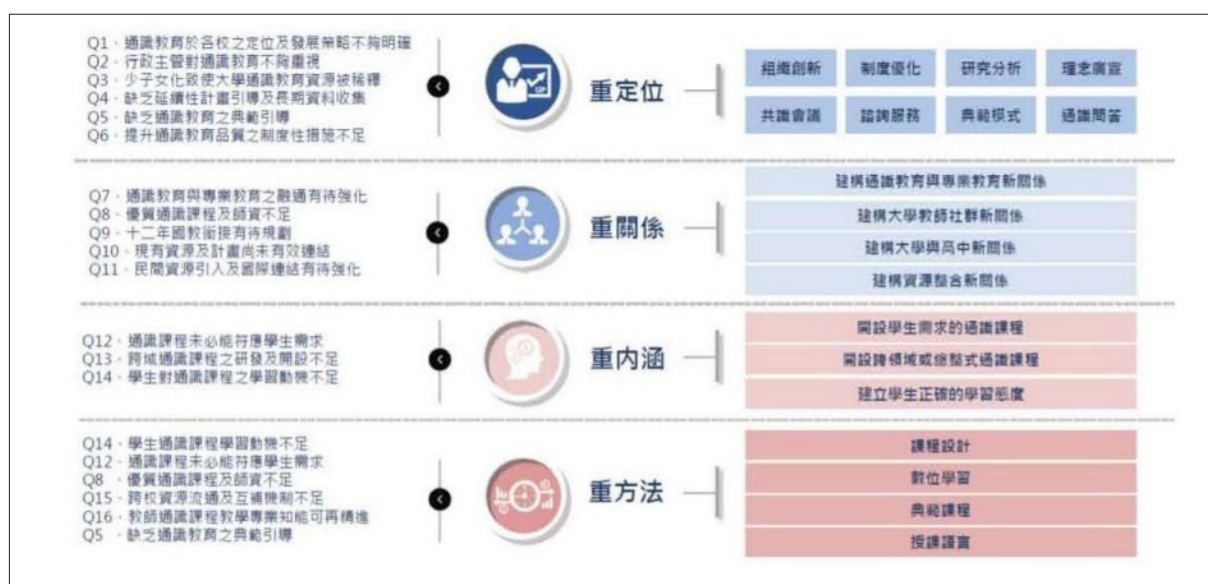 Q1、通識教育於各校之定位及發展策略不夠明確
Q2、行政主管對通識教育不夠重視
Q3、少子女化致使大學通識教育資源被稀釋
Q4、缺乏延續性計畫引導及長期資料收集
Q5、缺乏通識教育之典範引導
Q6、提升通識教育品質之制度性措施不足
重定位
組織創新 制度優化 研究分析 理念廣宣
共識會議 諮詢服務 典範模式 通識問答
Q7、通識教育與專業教育之融通有待強化
Q8、優質通識課程及師資不足
Q9、十二年國教銜接有待規劃
Q10、現有資源及計畫尚未有效連結
Q11、民間資源引入及國際連結有待強化
重關係
建構通識教育與專業教育新關係
建構大學教師社群新關係
建構大學與高中新關係
建構資源整合新關係
Q12、通識課程未必能符應學生需求
Q13、跨域通識課程之研發及開設不足
Q14、學生對通識課程之學習動機不足
重內涵
開設學生需求的通識課程
開設跨領域或統整式通識課程
建立學生正確的學習態度
Q14、學生通識課程學習動機不足
Q12、通識課程未必能符應學生需求
Q8 、優質通識課程及師資不足
Q15、跨校資源流通及互補機制不足
Q16、教師通識課程教學專業知能可再精進
Q5 、缺乏通識教育之典範引導
重方法
課程設計
數位學習
典範課程
授課語言